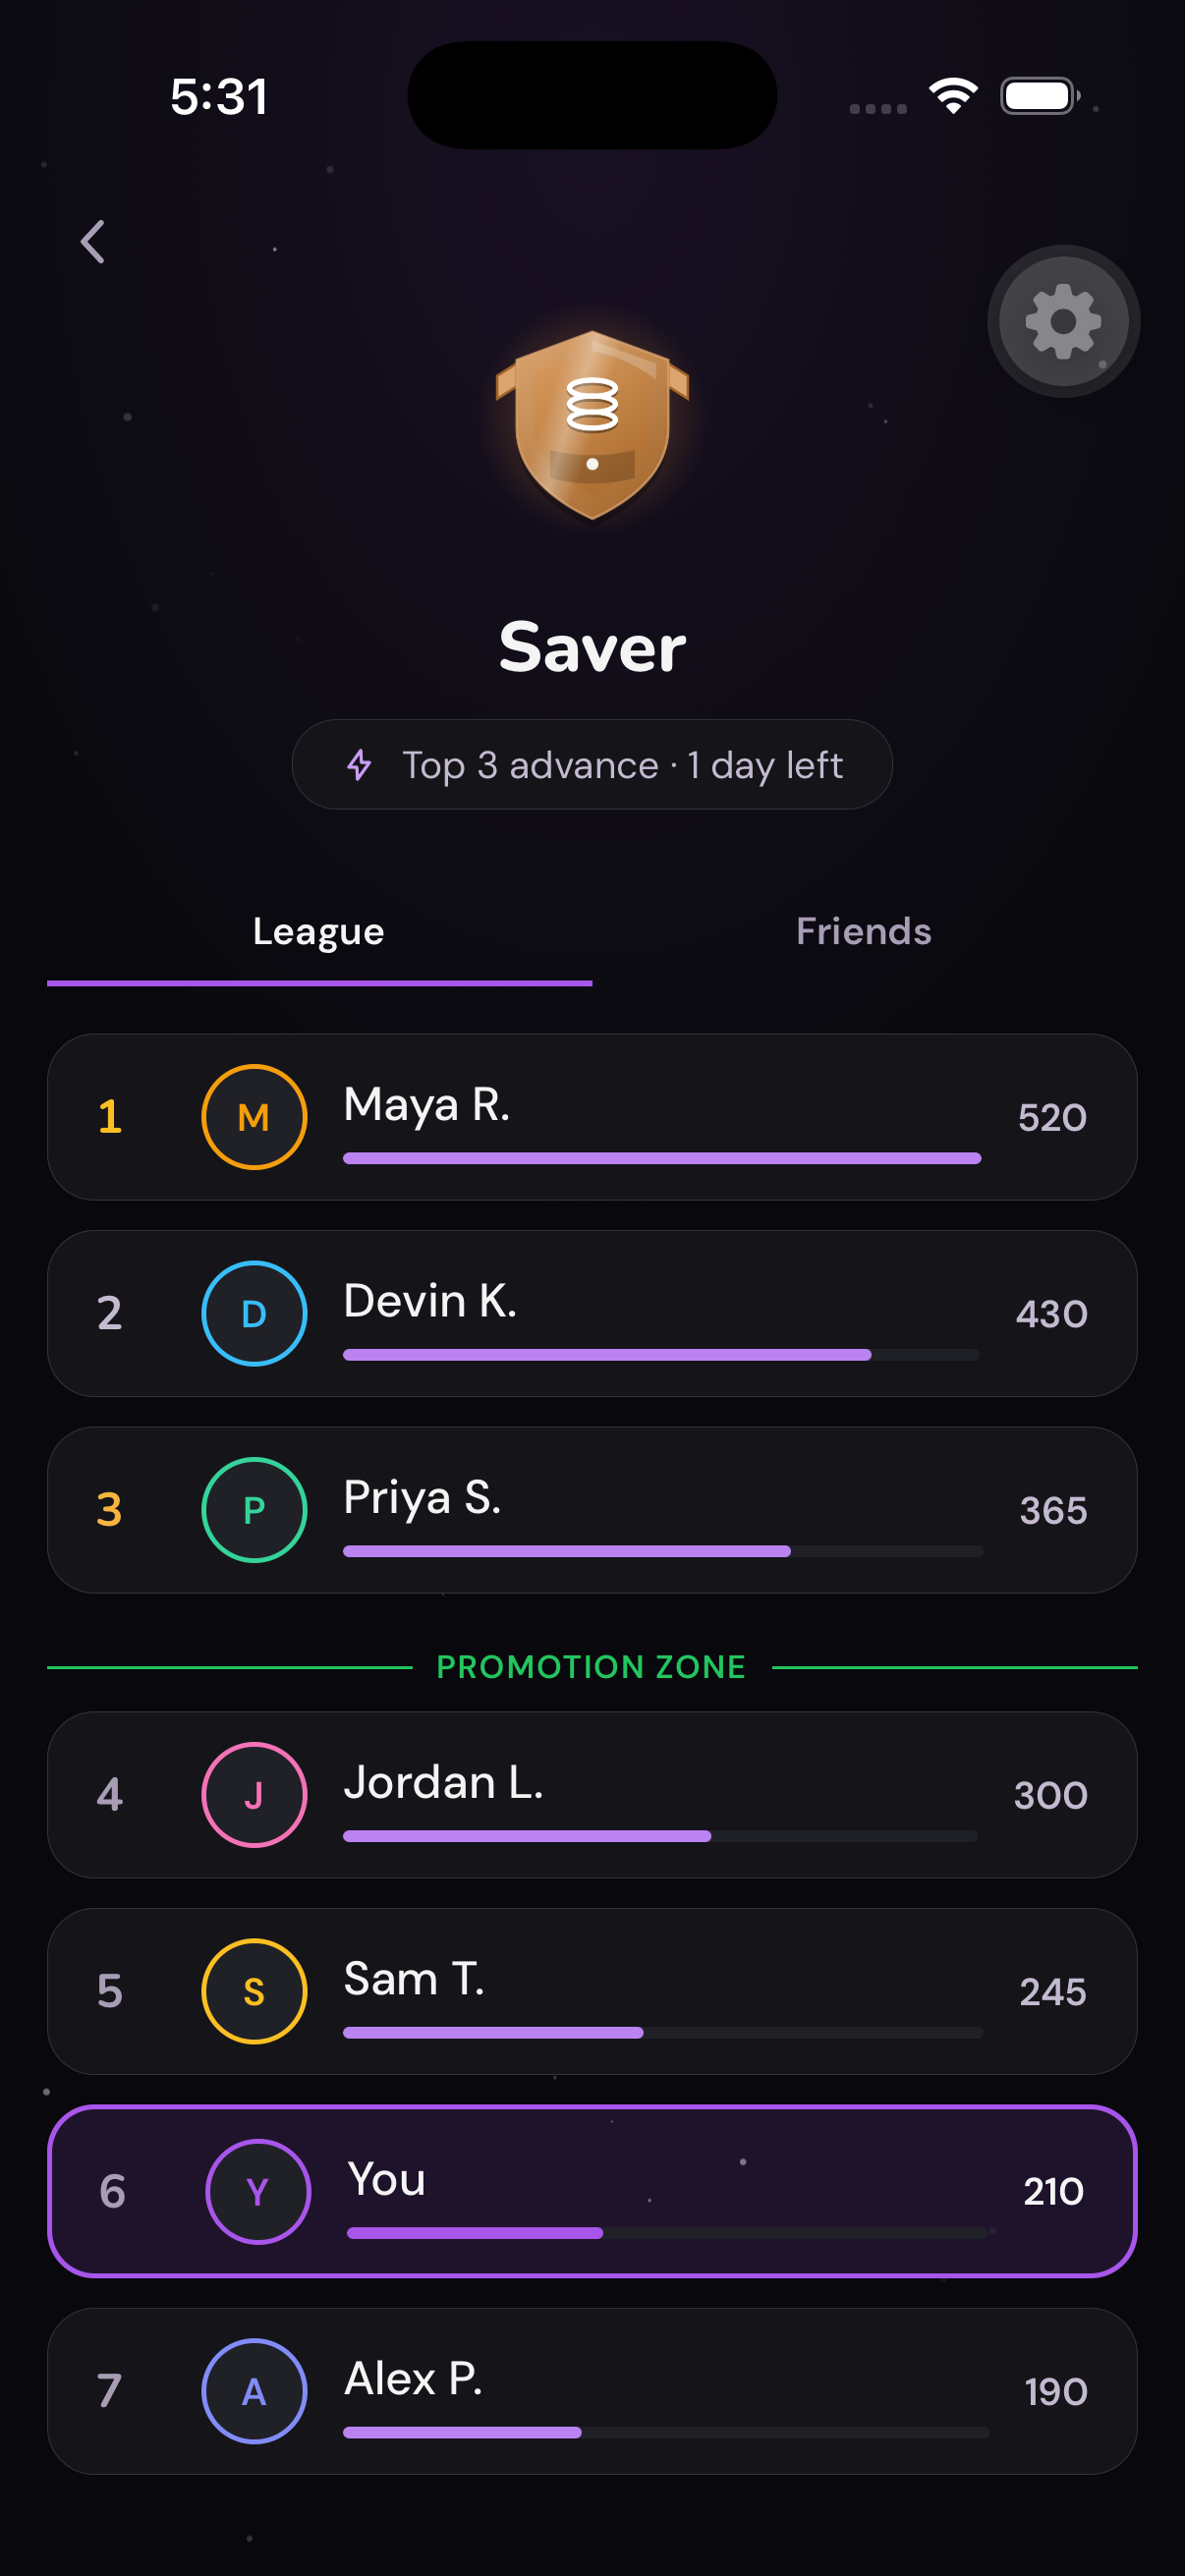 5:31
Saver
Top 3 advance · 1 day left
League Friends
1 M Maya R. 520
2 D Devin K. 430
3 P Priya S. 365
PROMOTION ZONE
4 J Jordan L. 300
5 S Sam T. 245
6 Y You 210
7 A Alex P. 190